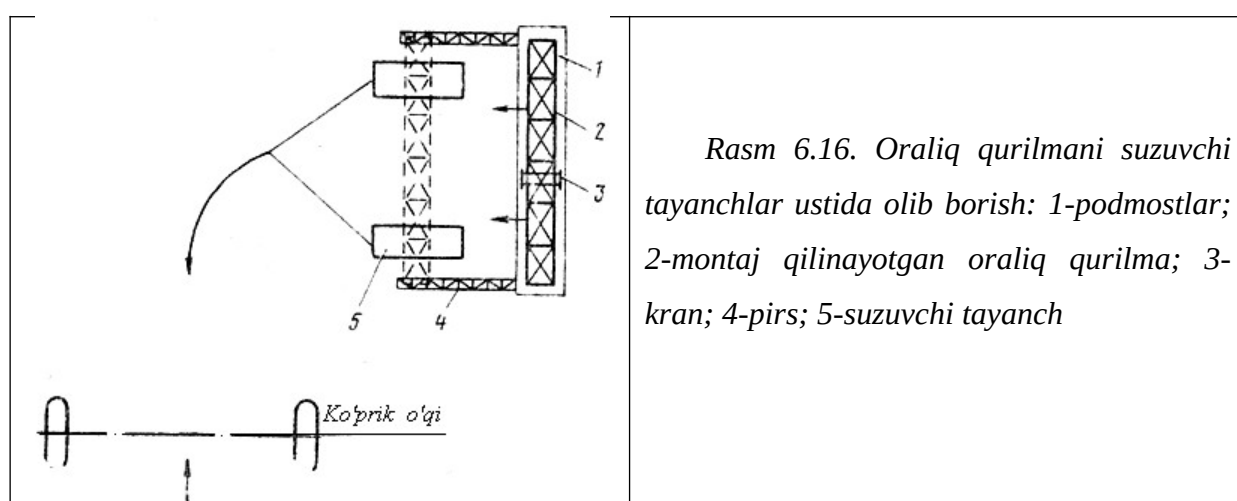 1
2
3
5
4
Ko'prik o'qi
Rasm 6.16. Oraliq qurilmani suzuvchi
tayanchlar ustida olib borish: 1-podmostlar;
2-montaj qilinayotgan oraliq qurilma; 3-
kran; 4-pirs; 5-suzuvchi tayanch